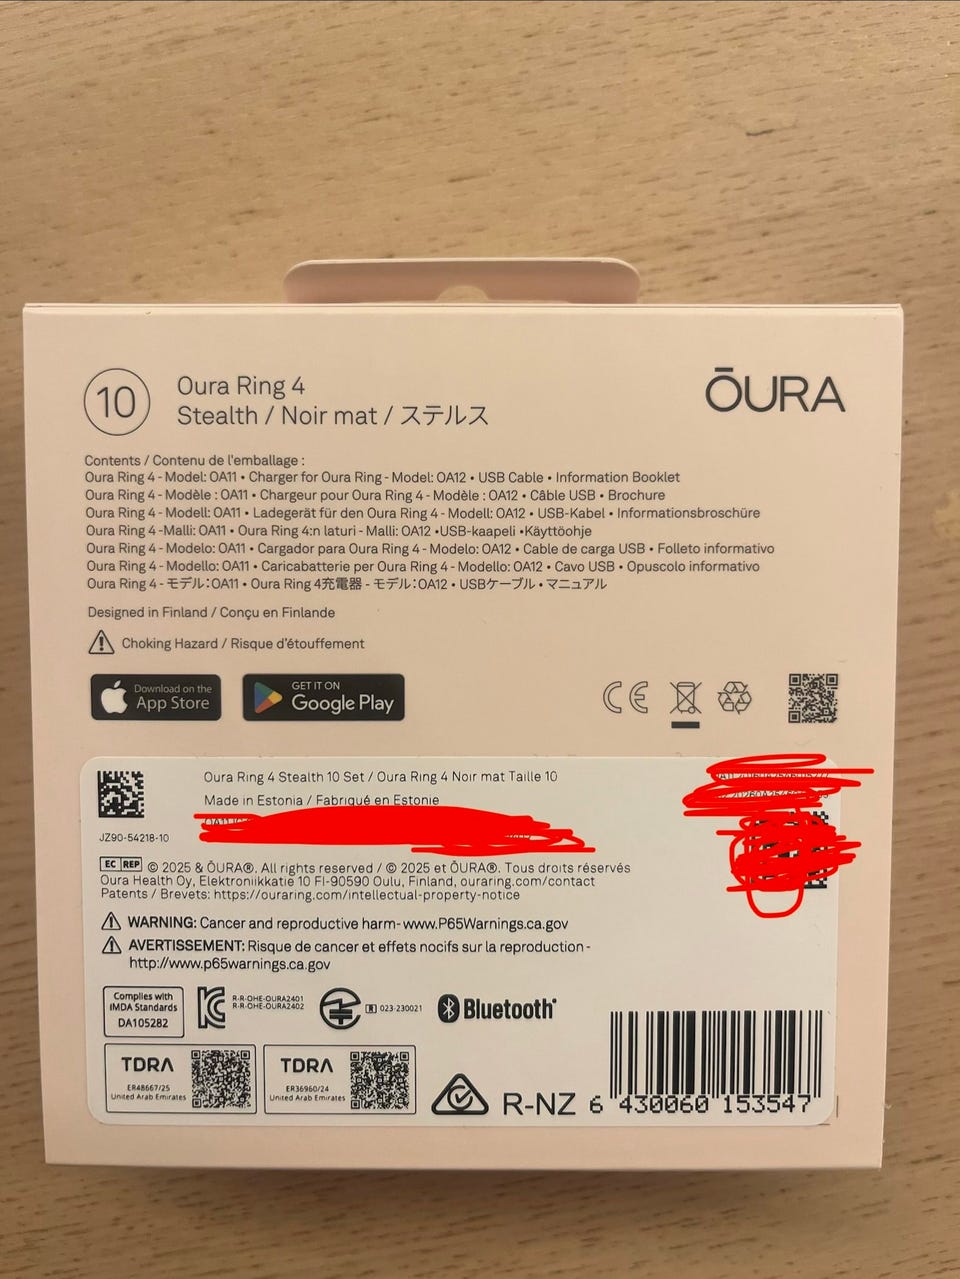 10
Oura Ring 4
Stealth / Noir mat / ステルス
ŌURA
Contents / Contenu de l'emballage :
Oura Ring 4 - Model: OA11 • Charger for Oura Ring - Model: OA12 • USB Cable • Information Booklet
Oura Ring 4 - Modèle : OA11 • Chargeur pour Oura Ring 4 - Modèle : OA12 • Câble USB • Brochure
Oura Ring 4 - Modell: OA11 • Ladegerät für den Oura Ring 4 - Modell: OA12 • USB-Kabel • Informationsbroschüre
Oura Ring 4 -Malli: OA11 • Oura Ring 4:n laturi - Malli: OA12 •USB-kaapeli •Käyttöohje
Oura Ring 4 - Modelo: OA11 • Cargador para Oura Ring 4 - Modelo: OA12 • Cable de carga USB • Folleto informativo
Oura Ring 4 - Modello: OA11 • Caricabatterie per Oura Ring 4 - Modello: OA12 • Cavo USB • Opuscolo informativo
Oura Ring 4 - モデル：OA11 • Oura Ring 4充電器 - モデル：OA12 • USBケーブル • マニュアル
Designed in Finland / Conçu en Finlande
Choking Hazard / Risque d'étouffement
Download on the
App Store
GET IT ON
Google Play
CE
Oura Ring 4 Stealth 10 Set / Oura Ring 4 Noir mat Taille 10
Made in Estonia / Fabriqué en Estonie
JZ90-54218-10
EC REP © 2025 & ŌURA®. All rights reserved / © 2025 et ŌURA®. Tous droits réservés
Oura Health Oy, Elektroniikkatie 10 FI-90590 Oulu, Finland, ouraring.com/contact
Patents / Brevets: https://ouraring.com/intellectual-property-notice
WARNING: Cancer and reproductive harm- www.P65Warnings.ca.gov
AVERTISSEMENT: Risque de cancer et effets nocifs sur la reproduction -
http://www.p65warnings.ca.gov
Complies with
IMDA Standards
DA105282
R-R-OHE-OURA2401
R-R-OHE-OURA2402
R 023-230021
Bluetooth®
TDRA
ER48667/25
United Arab Emirates
TDRA
ER36960/24
United Arab Emirates
R-NZ
6 430060 153547